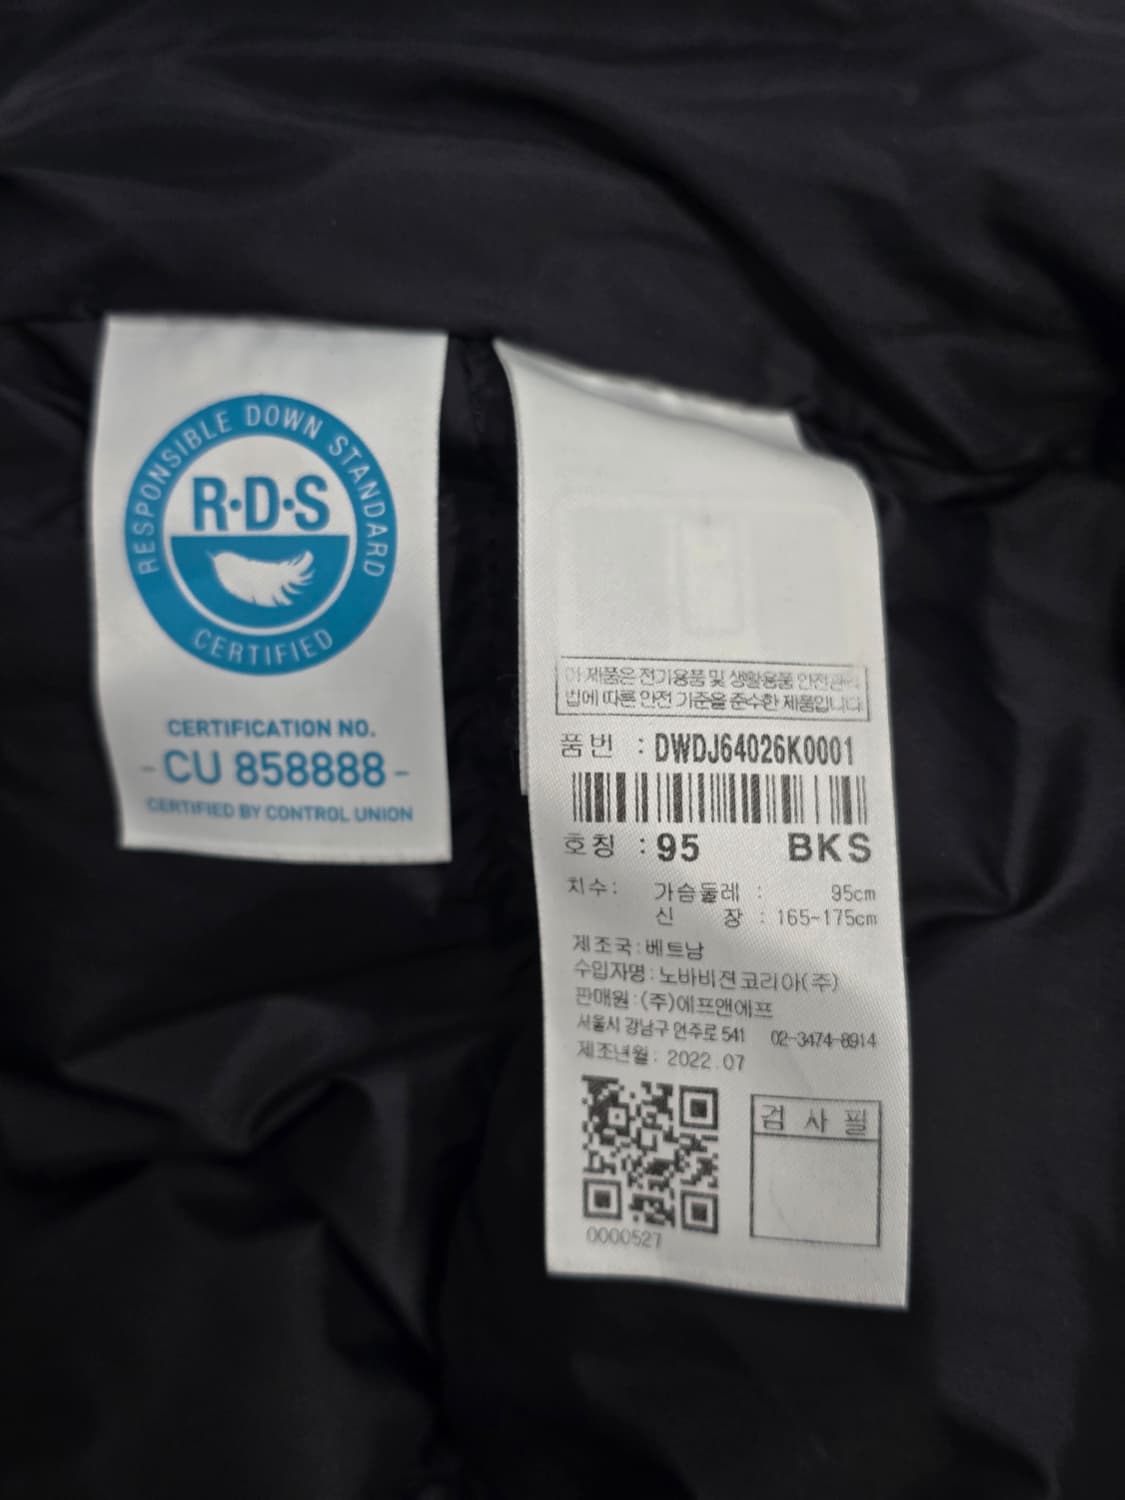 RESPONSIBLE DOWN STANDARD
R·D·S
CERTIFIED
CERTIFICATION NO.
- CU 858888 -
CERTIFIED BY CONTROL UNION
이 제품은 전기용품 및 생활용품 안전관리
법에 따른 안전 기준을 준수한 제품입니다
품번 : DWDJ64026K0001
호칭 : 95 BKS
치수: 가슴둘레 : 95cm
신 장 : 165~175cm
제조국:베트남
수입자명:노바비젼코리아(주)
판매원:(주)에프앤에프
서울시 강남구 언주로 541 02-3474-8914
제조년월: 2022.07
검 사 필
0000527